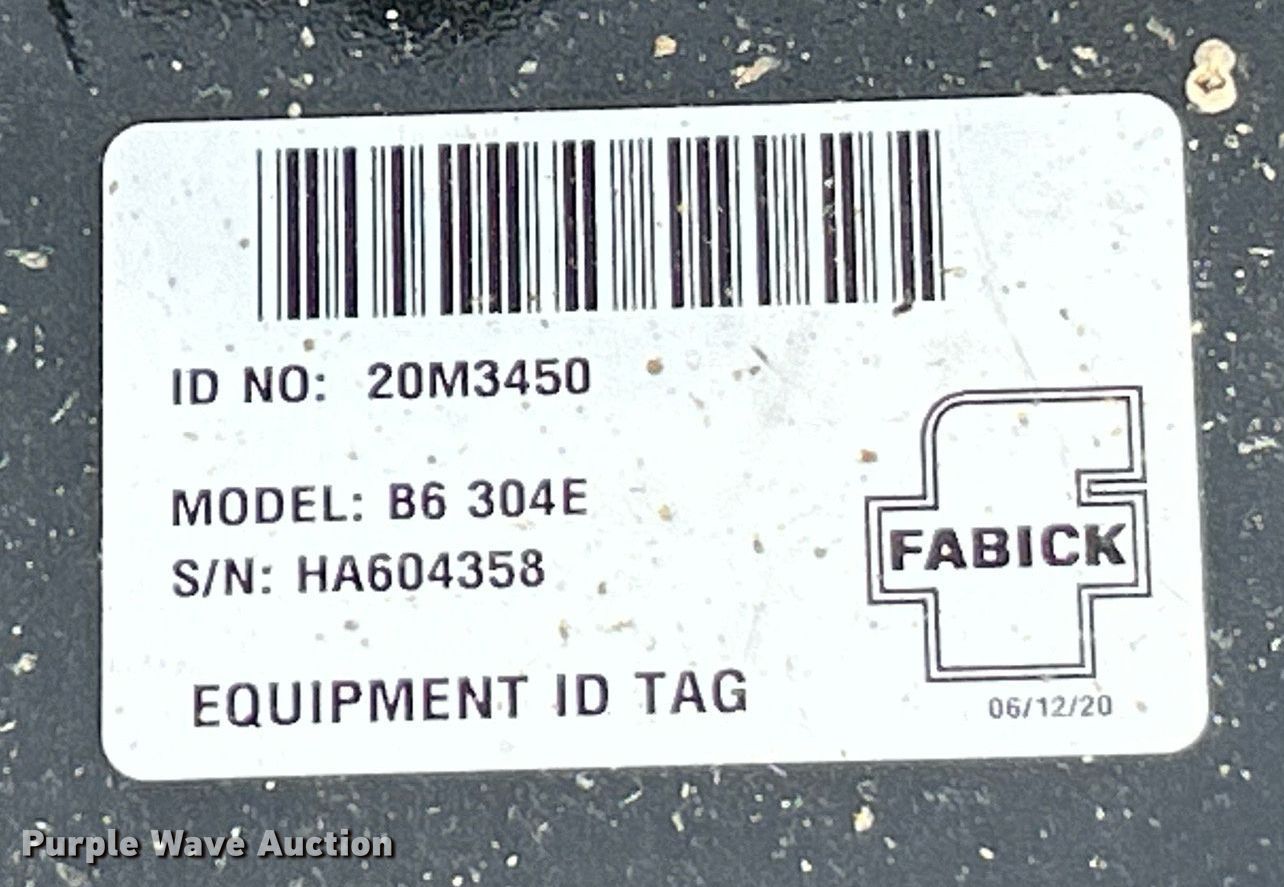 ID NO: 20M3450
MODEL: B6 304E
S/N: HA604358
FABICK
EQUIPMENT ID TAG
06/12/20
Purple Wave Auction